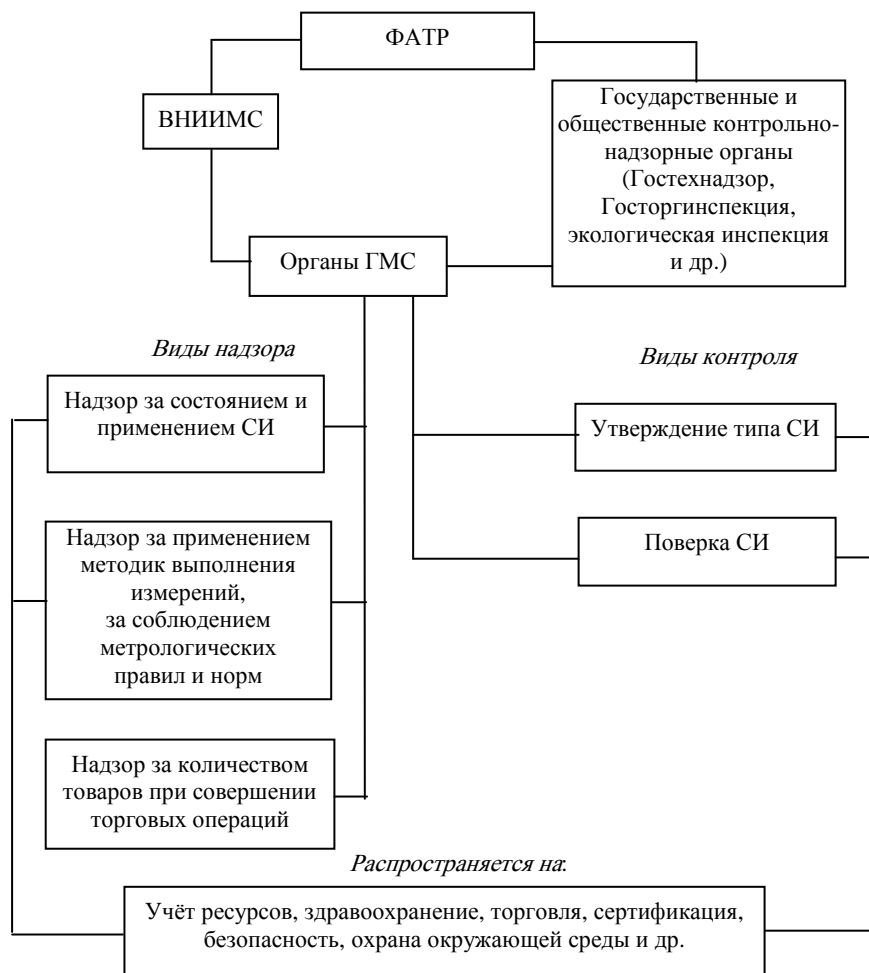 ФАТР
ВНИИМС
Государственные и
общественные контрольно-
надзорные органы
(Гостехнадзор,
Госторгинспекция,
экологическая инспекция
и др.)
Органы ГМС
Виды надзора
Виды контроля
Надзор за состоянием и
применением СИ
Утверждение типа СИ
Надзор за применением
методик выполнения
измерений,
за соблюдением
метрологических
правил и норм
Поверка СИ
Надзор за количеством
товаров при совершении
торговых операций
Распространяется на:
Учёт ресурсов, здравоохранение, торговля, сертификация,
безопасность, охрана окружающей среды и др.